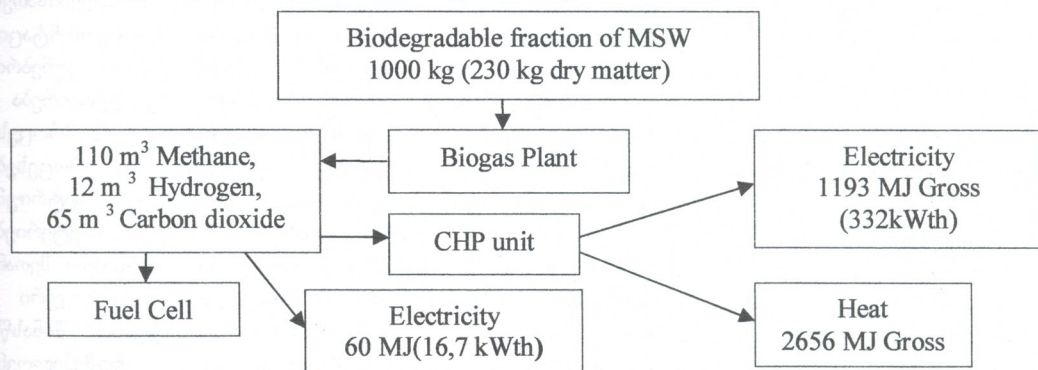 Biodegradable fraction of MSW
1000 kg (230 kg dry matter)
Biogas Plant
110 m³ Methane,
12 m³ Hydrogen,
65 m³ Carbon dioxide
CHP unit
Electricity
1193 MJ Gross
(332kWth)
Fuel Cell
Electricity
60 MJ(16,7 kWth)
Heat
2656 MJ Gross